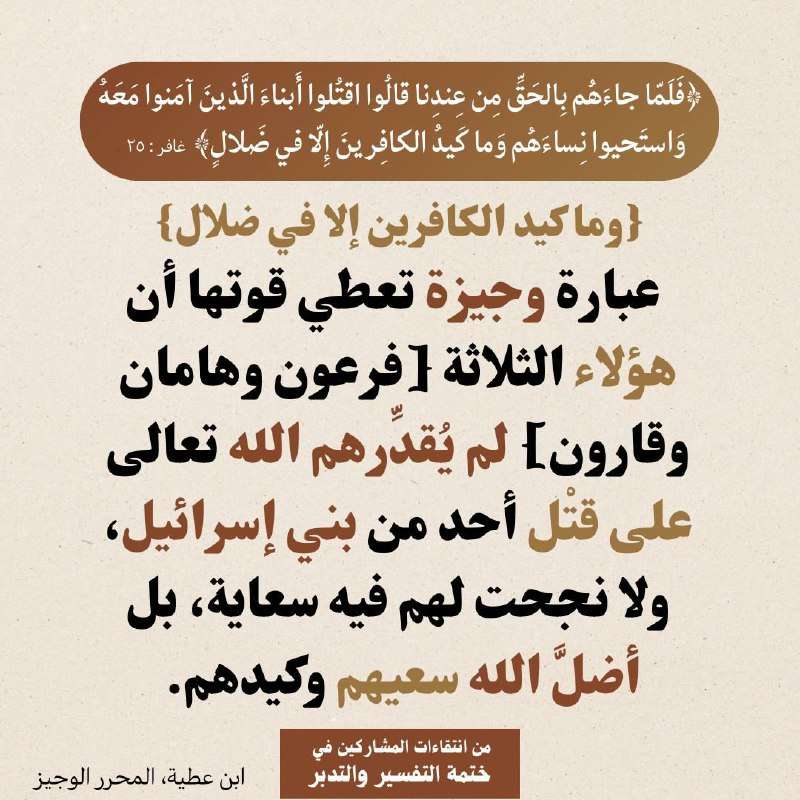 ﴿فَلَمّا جاءَهُم بِالحَقِّ مِن عِندِنا قالُوا اقتُلوا أَبناءَ الَّذينَ آمَنوا مَعَهُ
وَاستَحيوا نِساءَهُم وَما كَيدُ الكافِرينَ إِلّا في ضَلالٍ﴾ غافر: ٢٥
{وما كيد الكافرين إلا في ضلال}
عبارة وجيزة تعطي قوتها أن
هؤلاء الثلاثة [فرعون وهامان
وقارون] لم يُقدِّرهم الله تعالى
على قتْل أحد من بني إسرائيل،
ولا نجحت لهم فيه سعاية، بل
أضلَّ الله سعيهم وكيدهم.
من انتقاءات المشاركين في
ختمة التفسير والتدبر
ابن عطية، المحرر الوجيز